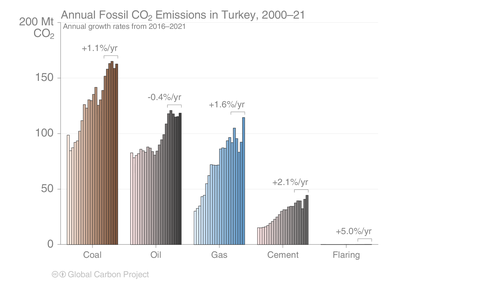 Annual Fossil CO₂ Emissions in Turkey, 2000–21
Annual growth rates from 2016–2021
200 Mt
CO₂
150
100
50
0
+1.1%/yr
-0.4%/yr
+1.6%/yr
+2.1%/yr
+5.0%/yr
Coal
Oil
Gas
Cement
Flaring
Global Carbon Project